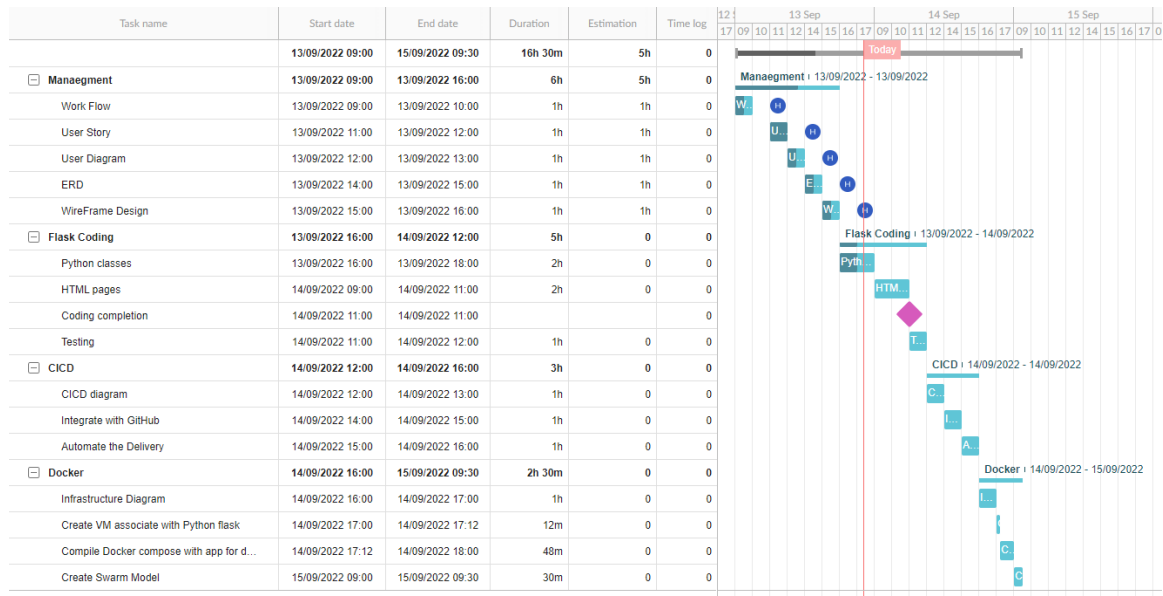 Task name Start date End date Duration Estimation Time log 12 S 13 Sep 14 Sep 15 Sep
17 09 10 11 12 14 15 16 17 09 10 11 12 14 15 16 17 09 10 11 12 14 15 16 17 0
13/09/2022 09:00 15/09/2022 09:30 16h 30m 5h 0 Today
Manaegment 13/09/2022 09:00 13/09/2022 16:00 6h 5h 0 Manaegment 13/09/2022 - 13/09/2022
Work Flow 13/09/2022 09:00 13/09/2022 10:00 1h 1h 0 W... H
User Story 13/09/2022 11:00 13/09/2022 12:00 1h 1h 0 U... H
User Diagram 13/09/2022 12:00 13/09/2022 13:00 1h 1h 0 U... H
ERD 13/09/2022 14:00 13/09/2022 15:00 1h 1h 0 E... H
WireFrame Design 13/09/2022 15:00 13/09/2022 16:00 1h 1h 0 W... H
Flask Coding 13/09/2022 16:00 14/09/2022 12:00 5h 0 0 Flask Coding 13/09/2022 - 14/09/2022
Python classes 13/09/2022 16:00 13/09/2022 18:00 2h 0 0 Pyth...
HTML pages 14/09/2022 09:00 14/09/2022 11:00 2h 0 0 HTM...
Coding completion 14/09/2022 11:00 14/09/2022 11:00 0
Testing 14/09/2022 11:00 14/09/2022 12:00 1h 0 0 T...
CICD 14/09/2022 12:00 14/09/2022 16:00 3h 0 0 CICD 14/09/2022 - 14/09/2022
CICD diagram 14/09/2022 12:00 14/09/2022 13:00 1h 0 0 C...
Integrate with GitHub 14/09/2022 14:00 14/09/2022 15:00 1h 0 0 I...
Automate the Delivery 14/09/2022 15:00 14/09/2022 16:00 1h 0 0 A...
Docker 14/09/2022 16:00 15/09/2022 09:30 2h 30m 0 0 Docker 14/09/2022 - 15/09/2022
Infrastructure Diagram 14/09/2022 16:00 14/09/2022 17:00 1h 0 0 I...
Create VM associate with Python flask 14/09/2022 17:00 14/09/2022 17:12 12m 0 0
Compile Docker compose with app for d... 14/09/2022 17:12 14/09/2022 18:00 48m 0 0 C...
Create Swarm Model 15/09/2022 09:00 15/09/2022 09:30 30m 0 0 C